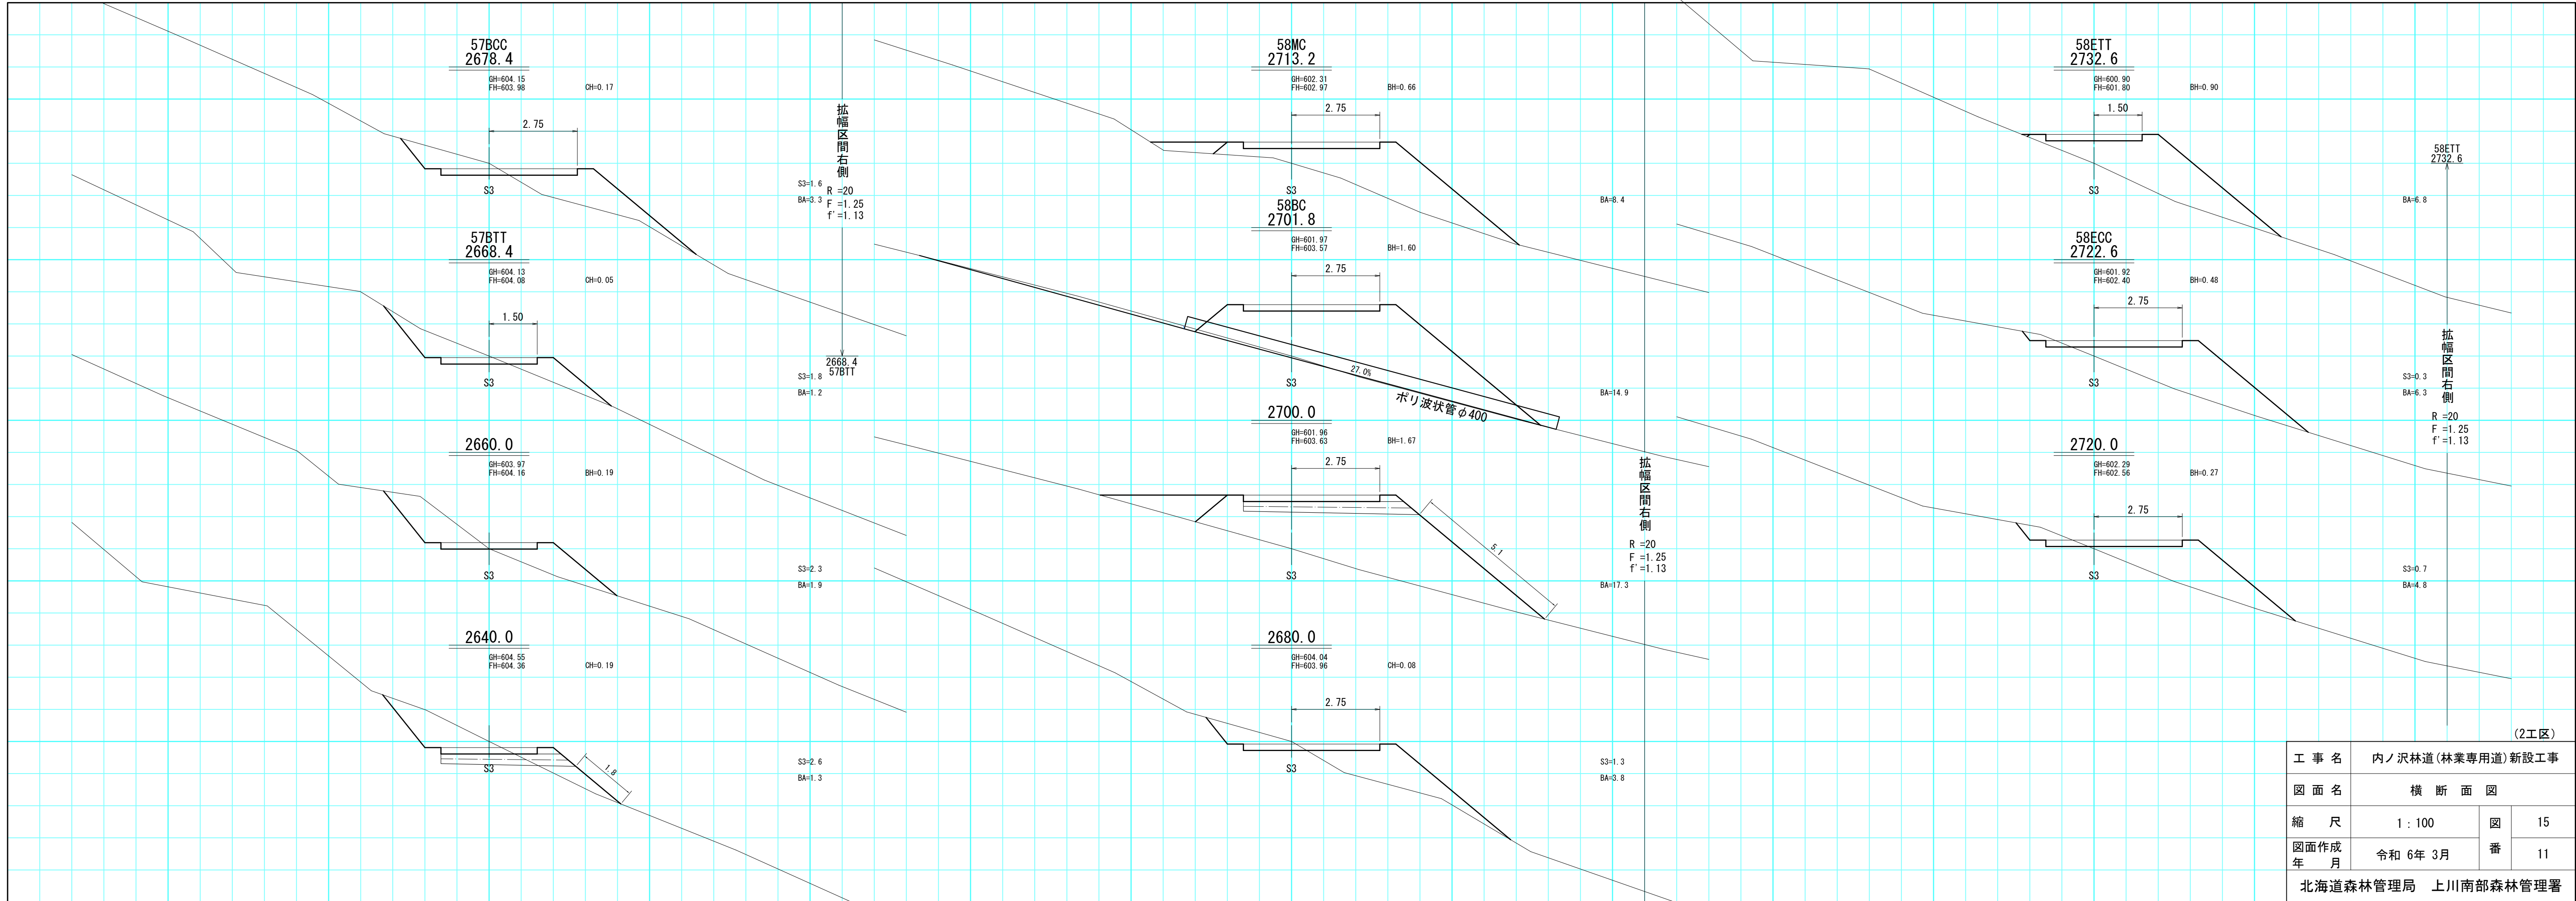 57BCC
2678.4
GH=604.15
FH=603.98
CH=0.17
2.75
S3
S3=1.6
BA=3.3
57BTT
2668.4
GH=604.13
FH=604.08
CH=0.05
1.50
S3
S3=1.8
BA=1.2
2660.0
GH=603.97
FH=604.16
BH=0.19
S3
S3=2.3
BA=1.9
2640.0
GH=604.55
FH=604.36
CH=0.19
S3
1.8
S3=2.6
BA=1.3
拡幅区間右側
R =20
F =1.25
f'=1.13
2668.4
57BTT
58MC
2713.2
GH=602.31
FH=602.97
BH=0.66
2.75
S3
BA=8.4
58BC
2701.8
GH=601.97
FH=603.57
BH=1.60
2.75
27.0%
S3
ポリ波状管φ400
BA=14.9
2700.0
GH=601.96
FH=603.63
BH=1.67
2.75
5.1
S3
BA=17.3
2680.0
GH=604.04
FH=603.96
CH=0.08
2.75
S3
S3=1.3
BA=3.8
拡幅区間右側
R =20
F =1.25
f'=1.13
58ETT
2732.6
GH=600.90
FH=601.80
BH=0.90
1.50
S3
BA=6.8
58ECC
2722.6
GH=601.92
FH=602.40
BH=0.48
2.75
S3
S3=0.3
BA=6.3
2720.0
GH=602.29
FH=602.56
BH=0.27
2.75
S3
S3=0.7
BA=4.8
58ETT
2732.6
拡幅区間右側
R =20
F =1.25
f'=1.13
(2工区)
工事名 内ノ沢林道(林業専用道)新設工事
図面名 横断面図
縮尺 1:100 図番 15
図面作成年月 令和 6年 3月 11
北海道森林管理局 上川南部森林管理署